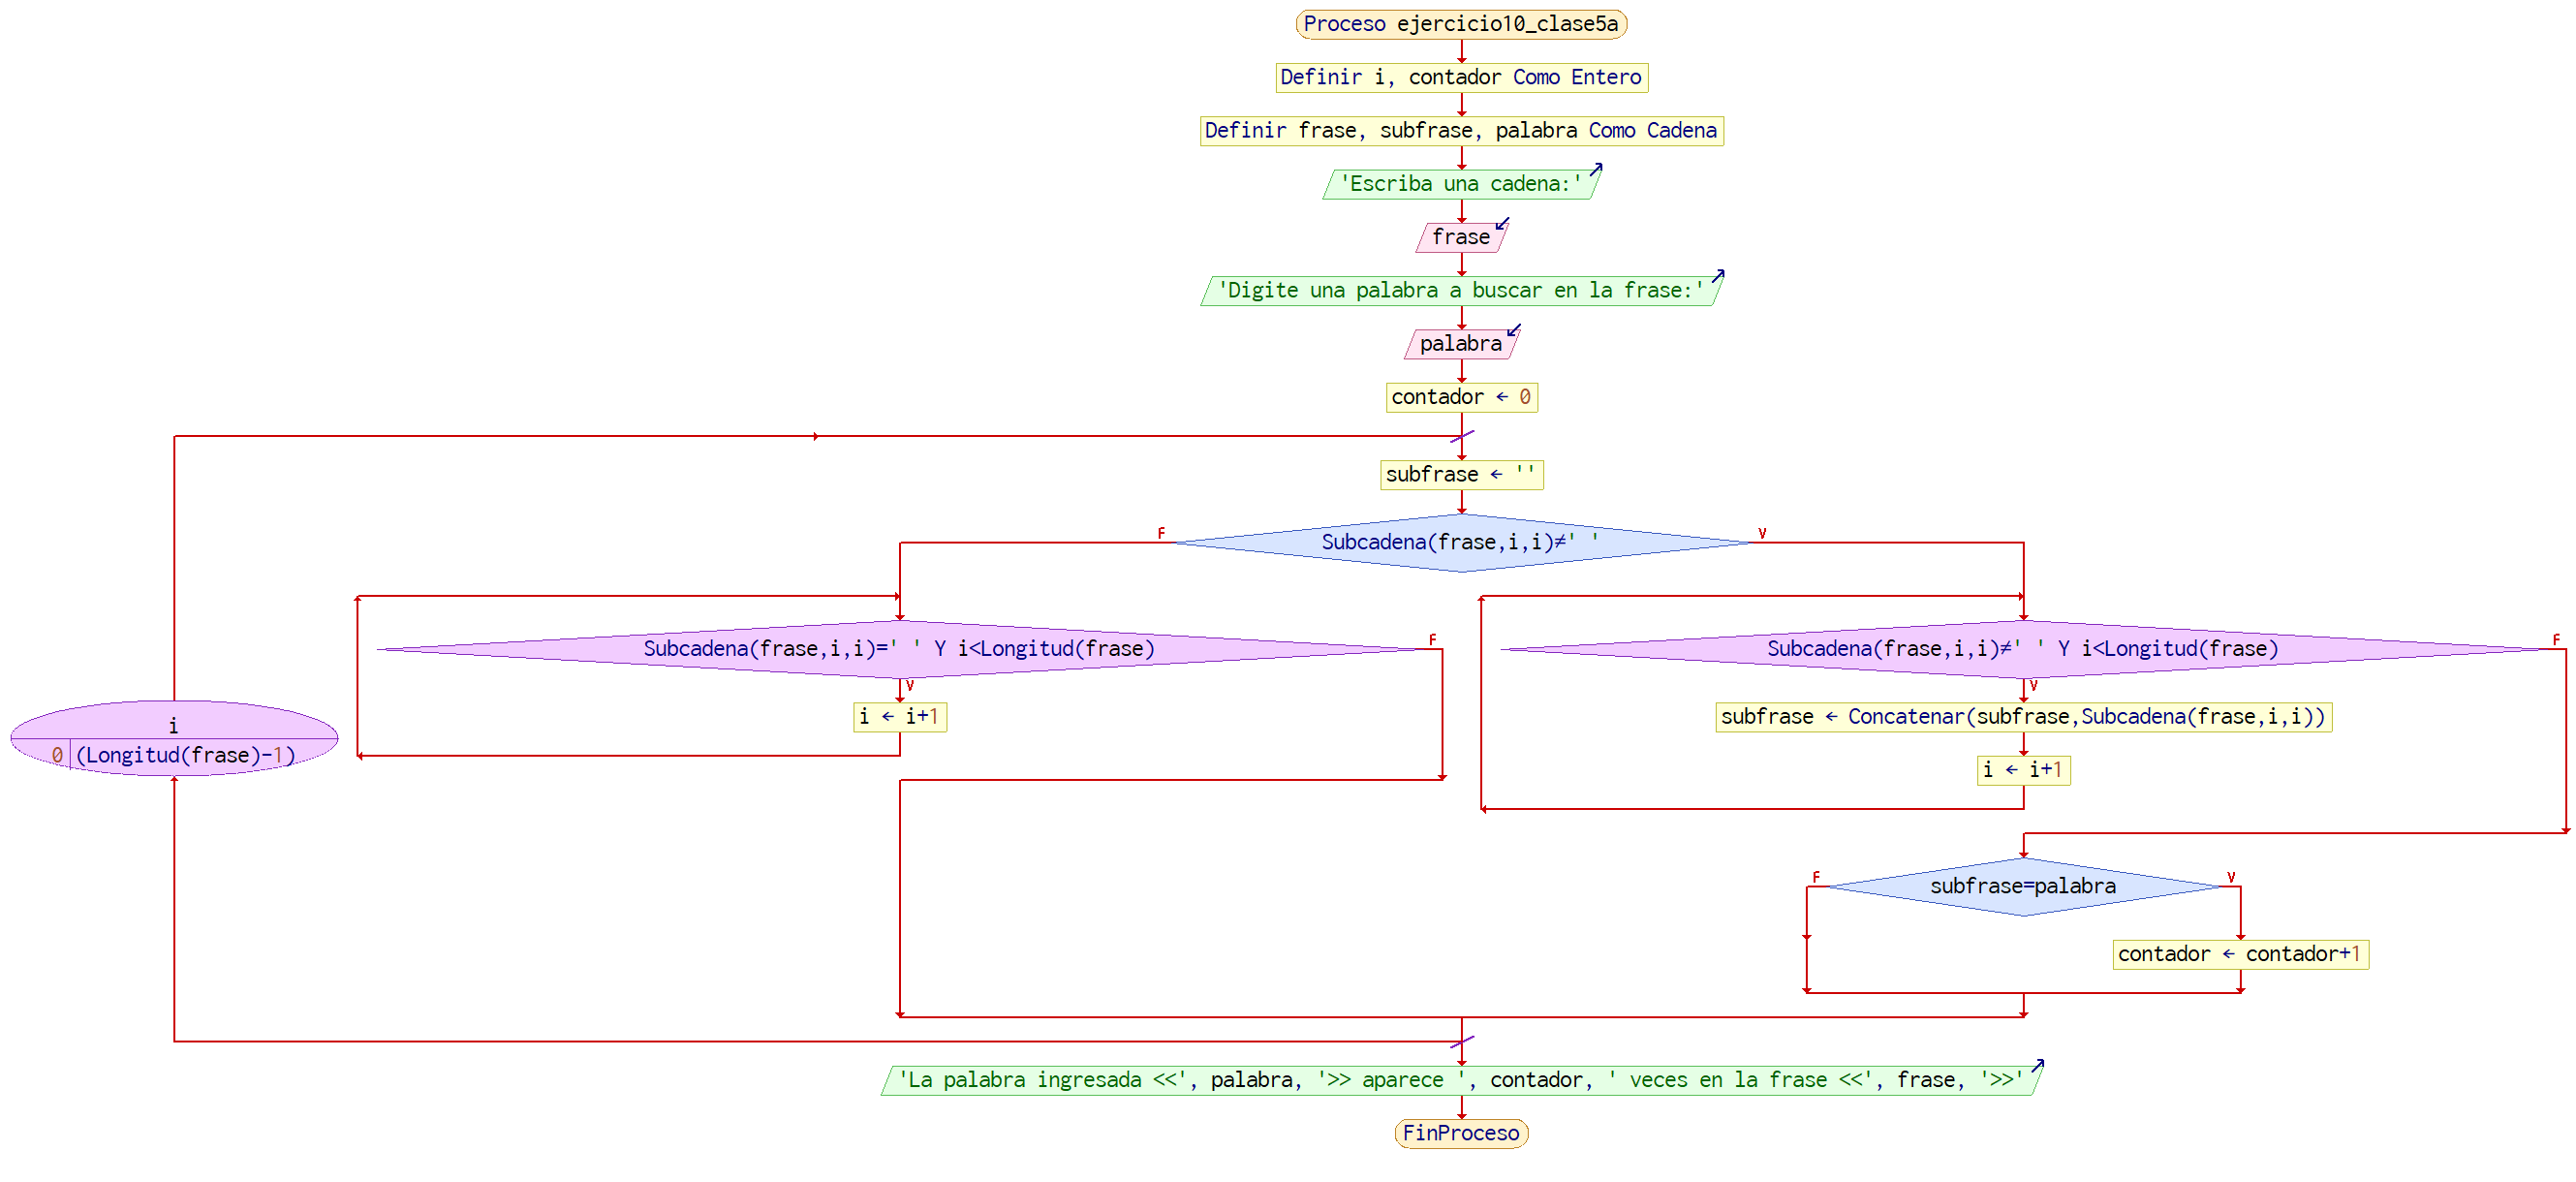 Proceso ejercicio10_clase5a
Definir i, contador Como Entero
Definir frase, subfrase, palabra Como Cadena
'Escriba una cadena:'
frase
'Digite una palabra a buscar en la frase:'
palabra
contador ← 0
subfrase ← ''
F
Subcadena(frase,i,i)≠' '
V
Subcadena(frase,i,i)=' ' Y i<Longitud(frase)
F
V
i ← i+1
Subcadena(frase,i,i)≠' ' Y i<Longitud(frase)
F
V
subfrase ← Concatenar(subfrase,Subcadena(frase,i,i))
i ← i+1
i
0 (Longitud(frase)-1)
F
subfrase=palabra
V
contador ← contador+1
'La palabra ingresada <<', palabra, '>> aparece ', contador, ' veces en la frase <<', frase, '>>'
FinProceso